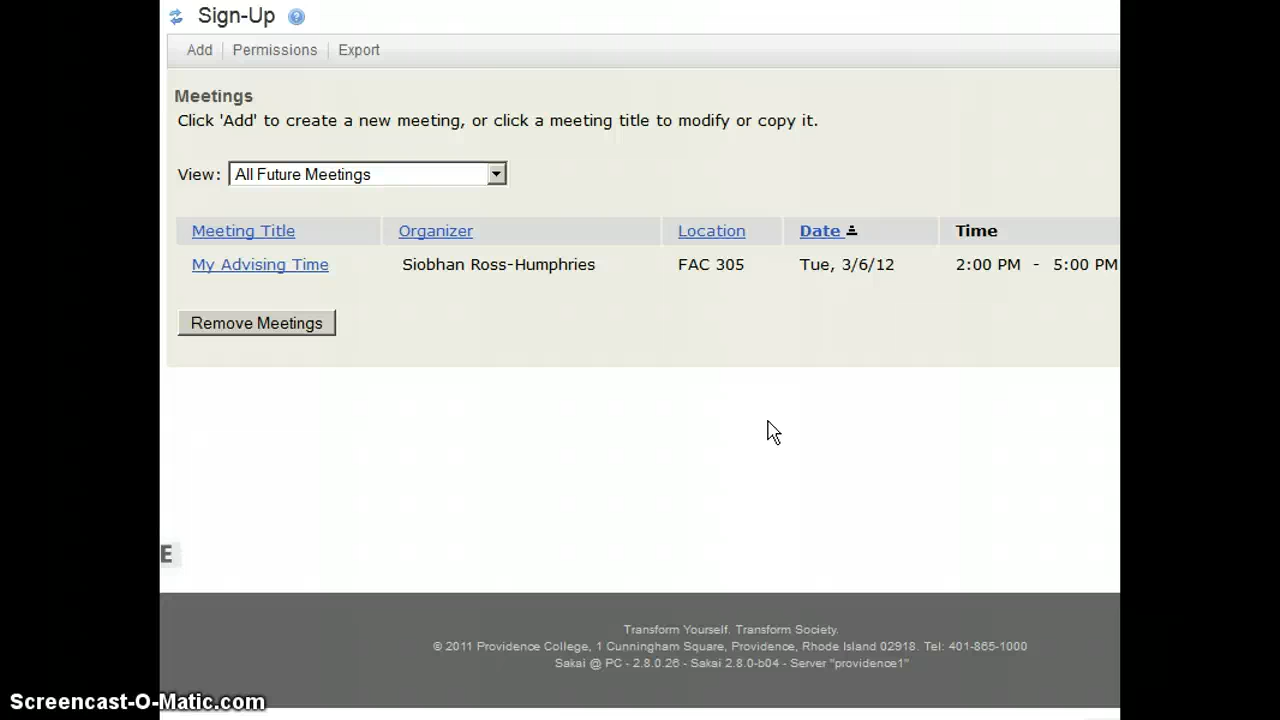 Sign-Up
Add Permissions Export
Meetings
Click 'Add' to create a new meeting, or click a meeting title to modify or copy it.
View: All Future Meetings
Meeting Title Organizer Location Date Time
My Advising Time Siobhan Ross-Humphries FAC 305 Tue, 3/6/12 2:00 PM - 5:00 PM
Remove Meetings
E
Transform Yourself. Transform Society.
© 2011 Providence College, 1 Cunningham Square, Providence, Rhode Island 02918. Tel: 401-865-1000
Sakai @ PC - 2.8.0.26 - Sakai 2.8.0-b04 - Server "providence1"
Screencast-O-Matic.com